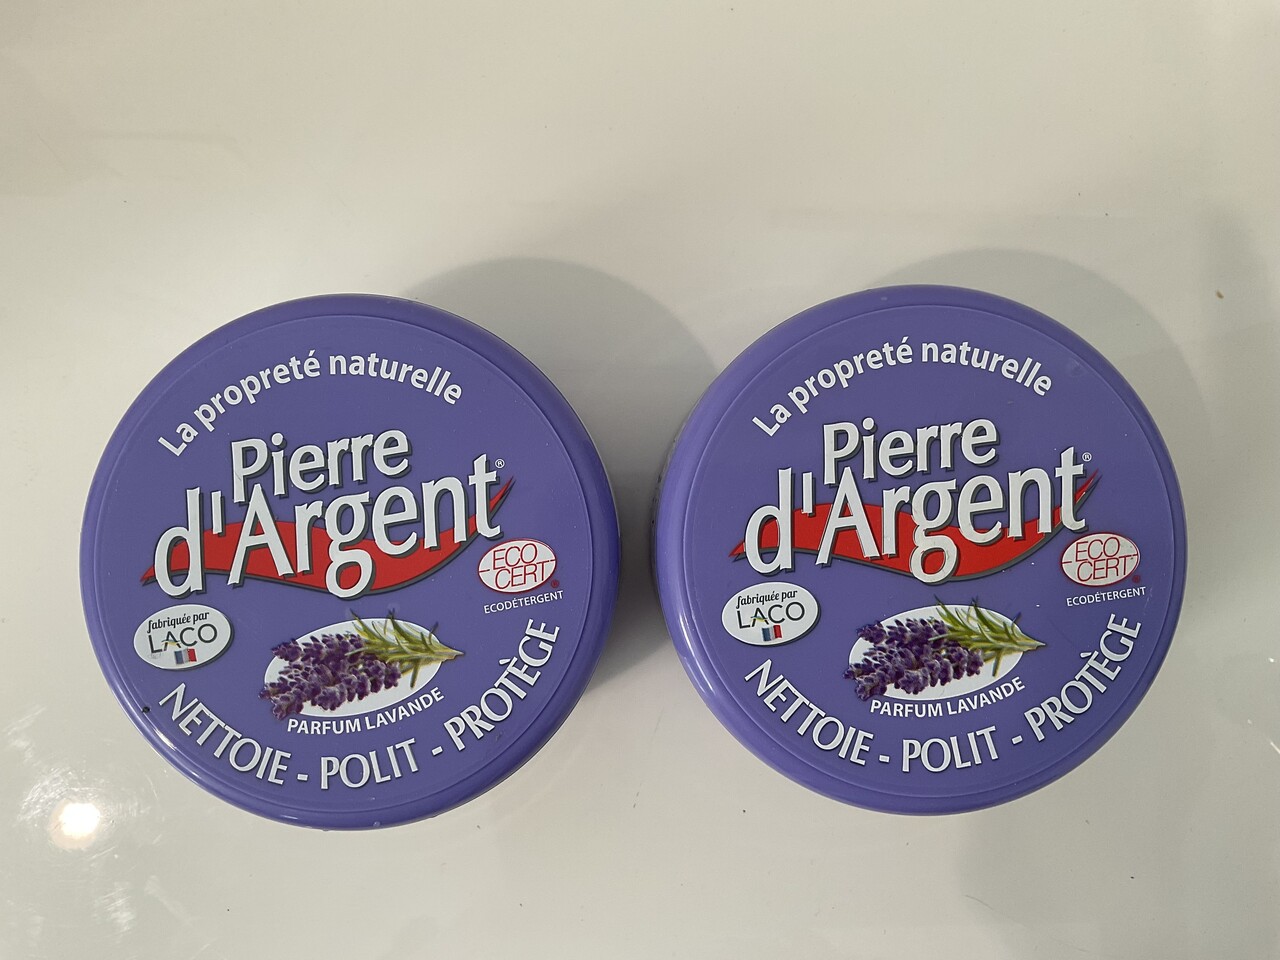 La propreté naturelle
Pierre
d'Argent®
ECO
CERT®
ECODÉTERGENT
fabriquée par
LACO
PARFUM LAVANDE
NETTOIE - POLIT - PROTÈGE
La propreté naturelle
Pierre
d'Argent®
ECO
CERT®
ECODÉTERGENT
fabriquée par
LACO
PARFUM LAVANDE
NETTOIE - POLIT - PROTÈGE